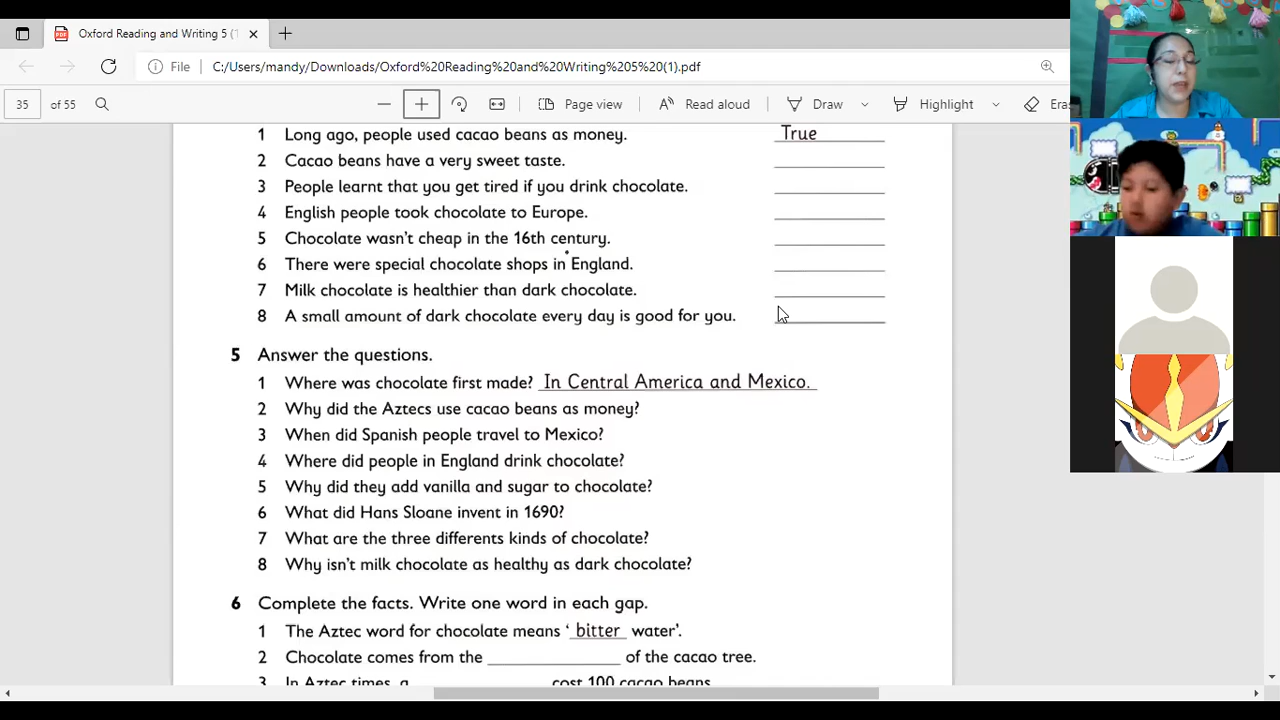 Oxford Reading and Writing 5 (1
File C:/Users/mandy/Downloads/Oxford%20Reading%20and%20Writing%205%20(1).pdf
35 of 55 Page view Read aloud Draw Highlight Eras
1 Long ago, people used cacao beans as money. True
2 Cacao beans have a very sweet taste.
3 People learnt that you get tired if you drink chocolate.
4 English people took chocolate to Europe.
5 Chocolate wasn't cheap in the 16th century.
6 There were special chocolate shops in England.
7 Milk chocolate is healthier than dark chocolate.
8 A small amount of dark chocolate every day is good for you.
5 Answer the questions.
1 Where was chocolate first made? In Central America and Mexico.
2 Why did the Aztecs use cacao beans as money?
3 When did Spanish people travel to Mexico?
4 Where did people in England drink chocolate?
5 Why did they add vanilla and sugar to chocolate?
6 What did Hans Sloane invent in 1690?
7 What are the three differents kinds of chocolate?
8 Why isn't milk chocolate as healthy as dark chocolate?
6 Complete the facts. Write one word in each gap.
1 The Aztec word for chocolate means ' bitter water'.
2 Chocolate comes from the of the cacao tree.
3 In Aztec times, a cost 100 cacao beans